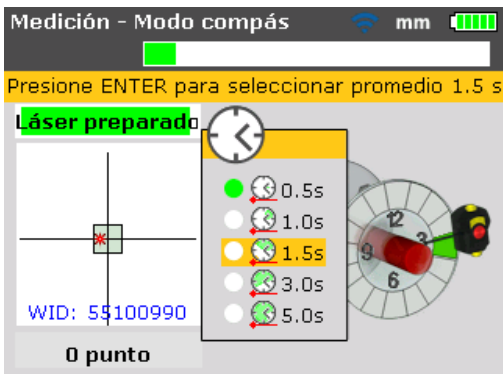 Medición - Modo compás
mm
Presione ENTER para seleccionar promedio 1.5 s
Láser preparado
0.5s
1.0s
1.5s
3.0s
5.0s
12
3
6
9
WID: 55100990
0 punto